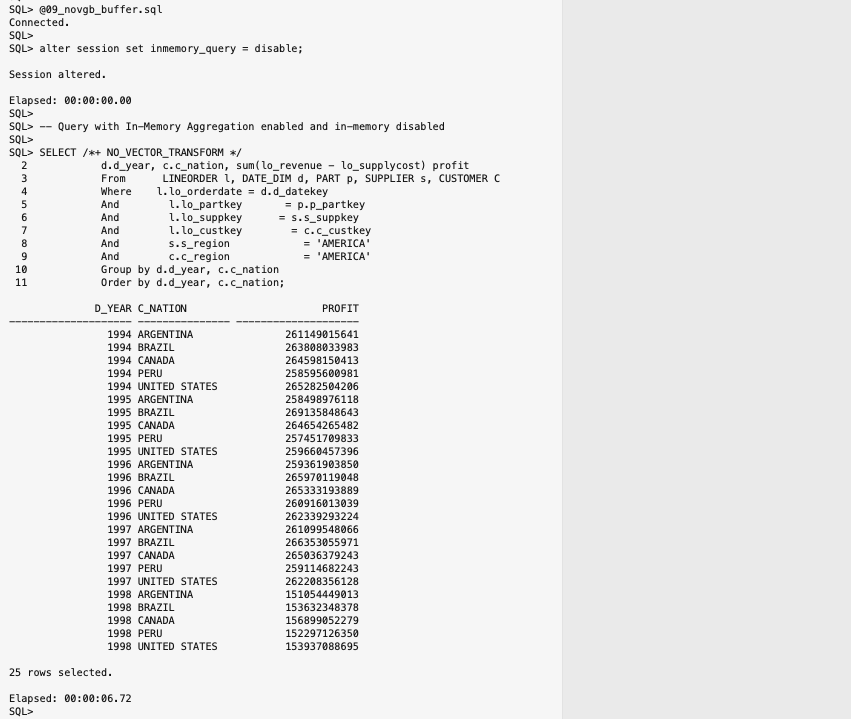 SQL> @09_novgb_buffer.sql
Connected.
SQL>
SQL> alter session set inmemory_query = disable;
Session altered.
Elapsed: 00:00:00.00
SQL>
SQL> –– Query with In-Memory Aggregation enabled and in-memory disabled
SQL>
SQL> SELECT /*+ NO_VECTOR_TRANSFORM */
2 d.d_year, c.c_nation, sum(lo_revenue – lo_supplycost) profit
3 From LINEORDER l, DATE_DIM d, PART p, SUPPLIER s, CUSTOMER C
4 Where l.lo_orderdate = d.d_datekey
5 And l.lo_partkey = p.p_partkey
6 And l.lo_suppkey = s.s_suppkey
7 And l.lo_custkey = c.c_custkey
8 And s.s_region = 'AMERICA'
9 And c.c_region = 'AMERICA'
10 Group by d.d_year, c.c_nation
11 Order by d.d_year, c.c_nation;
D_YEAR C_NATION PROFIT
–––––––––––––––––––– ––––––––––––––– ––––––––––––––––––––
1994 ARGENTINA 261149015641
1994 BRAZIL 263808033983
1994 CANADA 264598150413
1994 PERU 258595600981
1994 UNITED STATES 265282504206
1995 ARGENTINA 258498976118
1995 BRAZIL 269135848643
1995 CANADA 264654265482
1995 PERU 257451709833
1995 UNITED STATES 259660457396
1996 ARGENTINA 259361903850
1996 BRAZIL 265970119048
1996 CANADA 265333193889
1996 PERU 260916013039
1996 UNITED STATES 262339293224
1997 ARGENTINA 261099548066
1997 BRAZIL 266353055971
1997 CANADA 265036379243
1997 PERU 259114682243
1997 UNITED STATES 262208356128
1998 ARGENTINA 151054449013
1998 BRAZIL 153632348378
1998 CANADA 156899052279
1998 PERU 152297126350
1998 UNITED STATES 153937088695
25 rows selected.
Elapsed: 00:00:06.72
SQL>